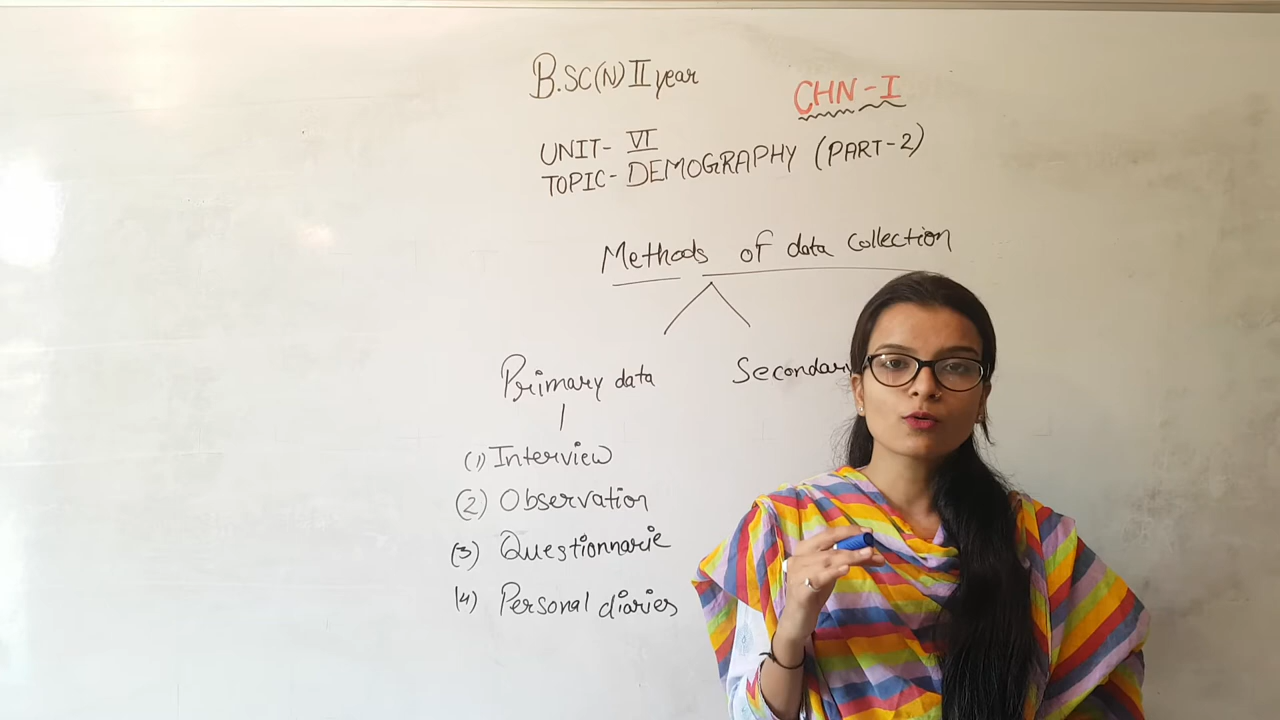 B.SC(N) II year
CHN-I
UNIT- VI
TOPIC- DEMOGRAPHY (PART-2)
Methods of data collection
Primary data
Secondary
(1) Interview
(2) Observation
(3) Questionnarie
(4) Personal diaries